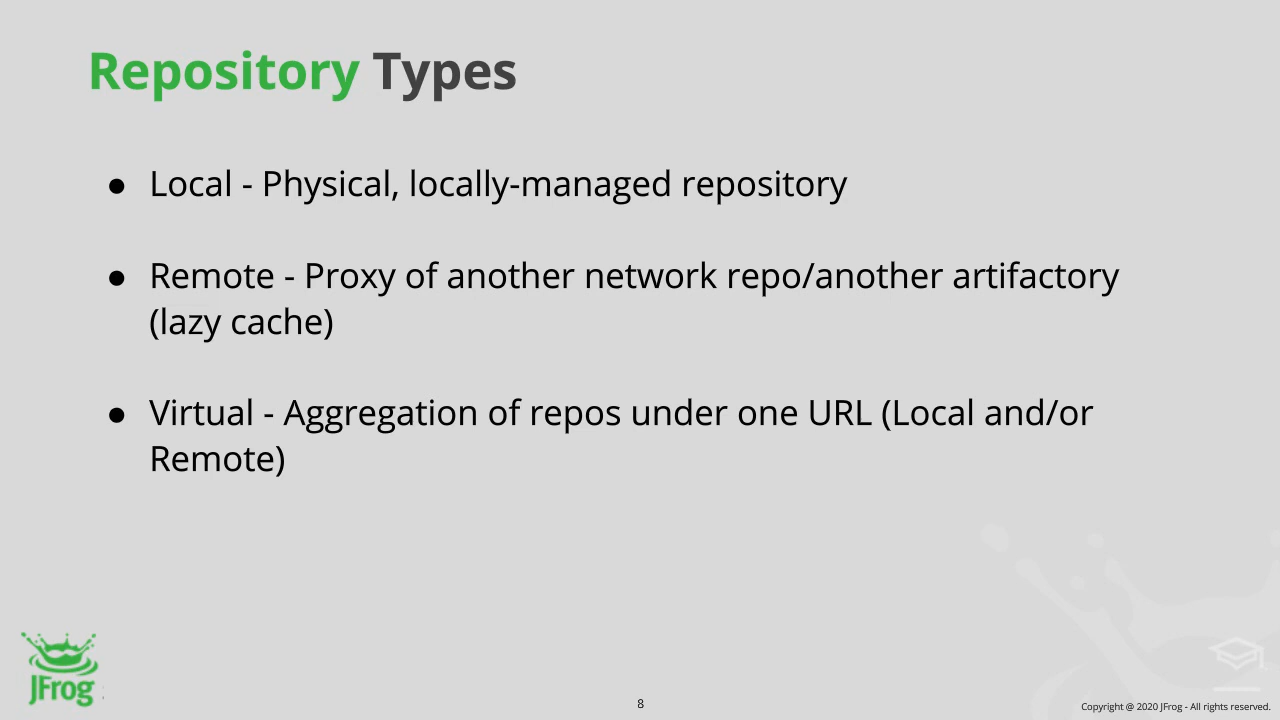 Repository Types
● Local - Physical, locally-managed repository
● Remote - Proxy of another network repo/another artifactory
(lazy cache)
● Virtual - Aggregation of repos under one URL (Local and/or
Remote)
JFrog
8
Copyright @ 2020 JFrog - All rights reserved.